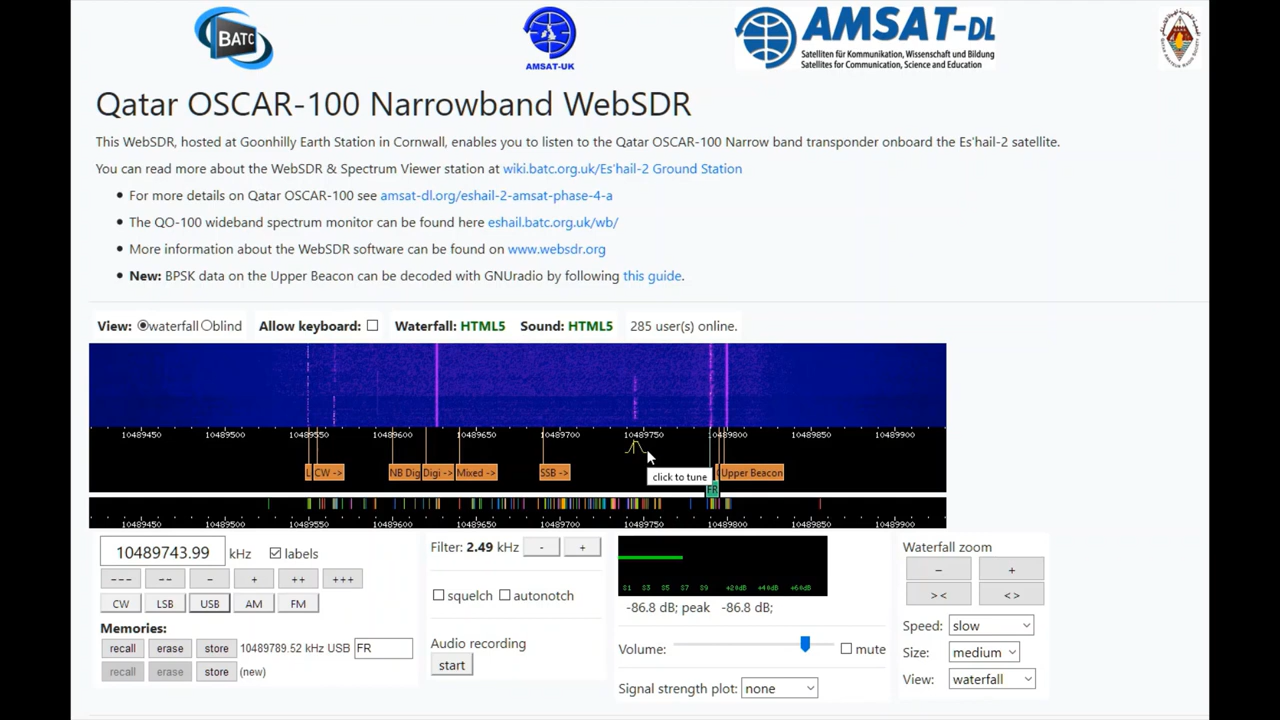 BATC
AMSAT-UK
AMSAT-DL
Satelliten für Kommunikation, Wissenschaft und Bildung
Satellites for Communication, Science and Education
Qatar OSCAR-100 Narrowband WebSDR
This WebSDR, hosted at Goonhilly Earth Station in Cornwall, enables you to listen to the Qatar OSCAR-100 Narrow band transponder onboard the Es'hail-2 satellite.
You can read more about the WebSDR & Spectrum Viewer station at wiki.batc.org.uk/Es'hail-2 Ground Station
For more details on Qatar OSCAR-100 see amsat-dl.org/eshail-2-amsat-phase-4-a
The QO-100 wideband spectrum monitor can be found here eshail.batc.org.uk/wb/
More information about the WebSDR software can be found on www.websdr.org
New: BPSK data on the Upper Beacon can be decoded with GNUradio by following this guide.
View: waterfall blind Allow keyboard: Waterfall: HTML5 Sound: HTML5 285 user(s) online.
10489450 10489500 10489550 10489600 10489650 10489700 10489750 10489800 10489850 10489900
L CW -> NB Dig Digi -> Mixed -> SSB -> Upper Beacon
click to tune
FR
10489450 10489500 10489550 10489600 10489650 10489700 10489750 10489800 10489850 10489900
10489743.99 kHz labels
--- -- - + ++ +++
CW LSB USB AM FM
Memories:
recall erase store 10489789.52 kHz USB FR
recall erase store (new)
Filter: 2.49 kHz - +
squelch autonotch
Audio recording
start
S1 S3 S5 S7 S9 +20dB +40dB +60dB
-86.8 dB; peak -86.8 dB;
Volume: mute
Signal strength plot: none
Waterfall zoom
- +
> < < >
Speed: slow
Size: medium
View: waterfall